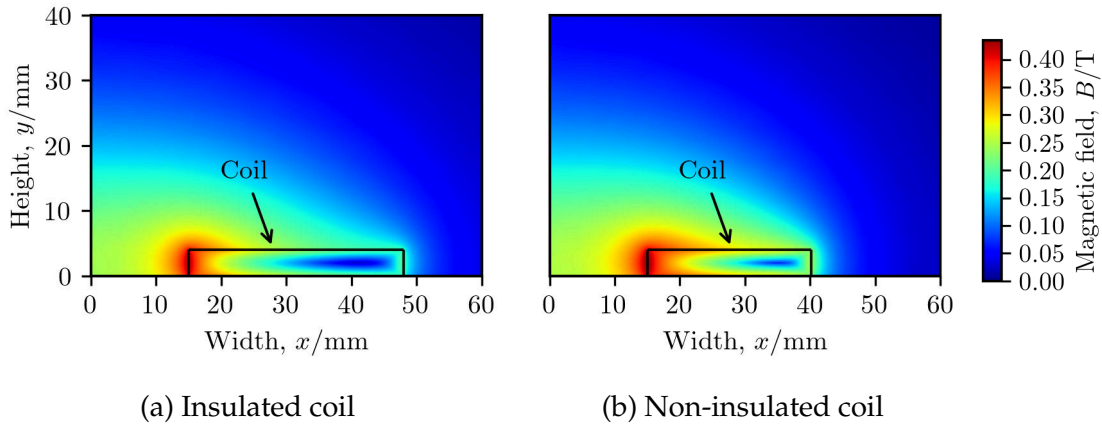 40
30
20
10
0
Height, y/mm
Coil
0 10 20 30 40 50 60
Width, x/mm
(a) Insulated coil
Coil
0 10 20 30 40 50 60
Width, x/mm
(b) Non-insulated coil
0.40
0.35
0.30
0.25
0.20
0.15
0.10
0.05
0.00
Magnetic field, B/T